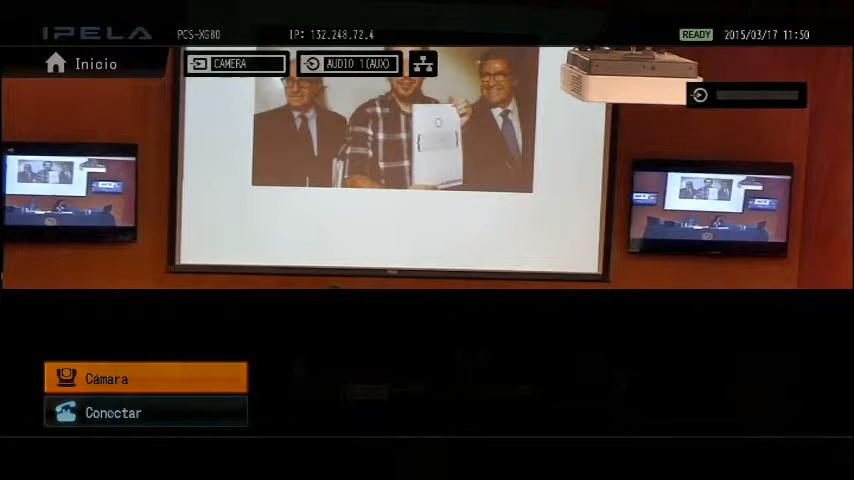 IPELA PCS-XG80 IP: 132.248.72.4 READY 2015/03/17 11:50
Inicio CAMERA AUDIO 1(AUX)
Cámara
Conectar